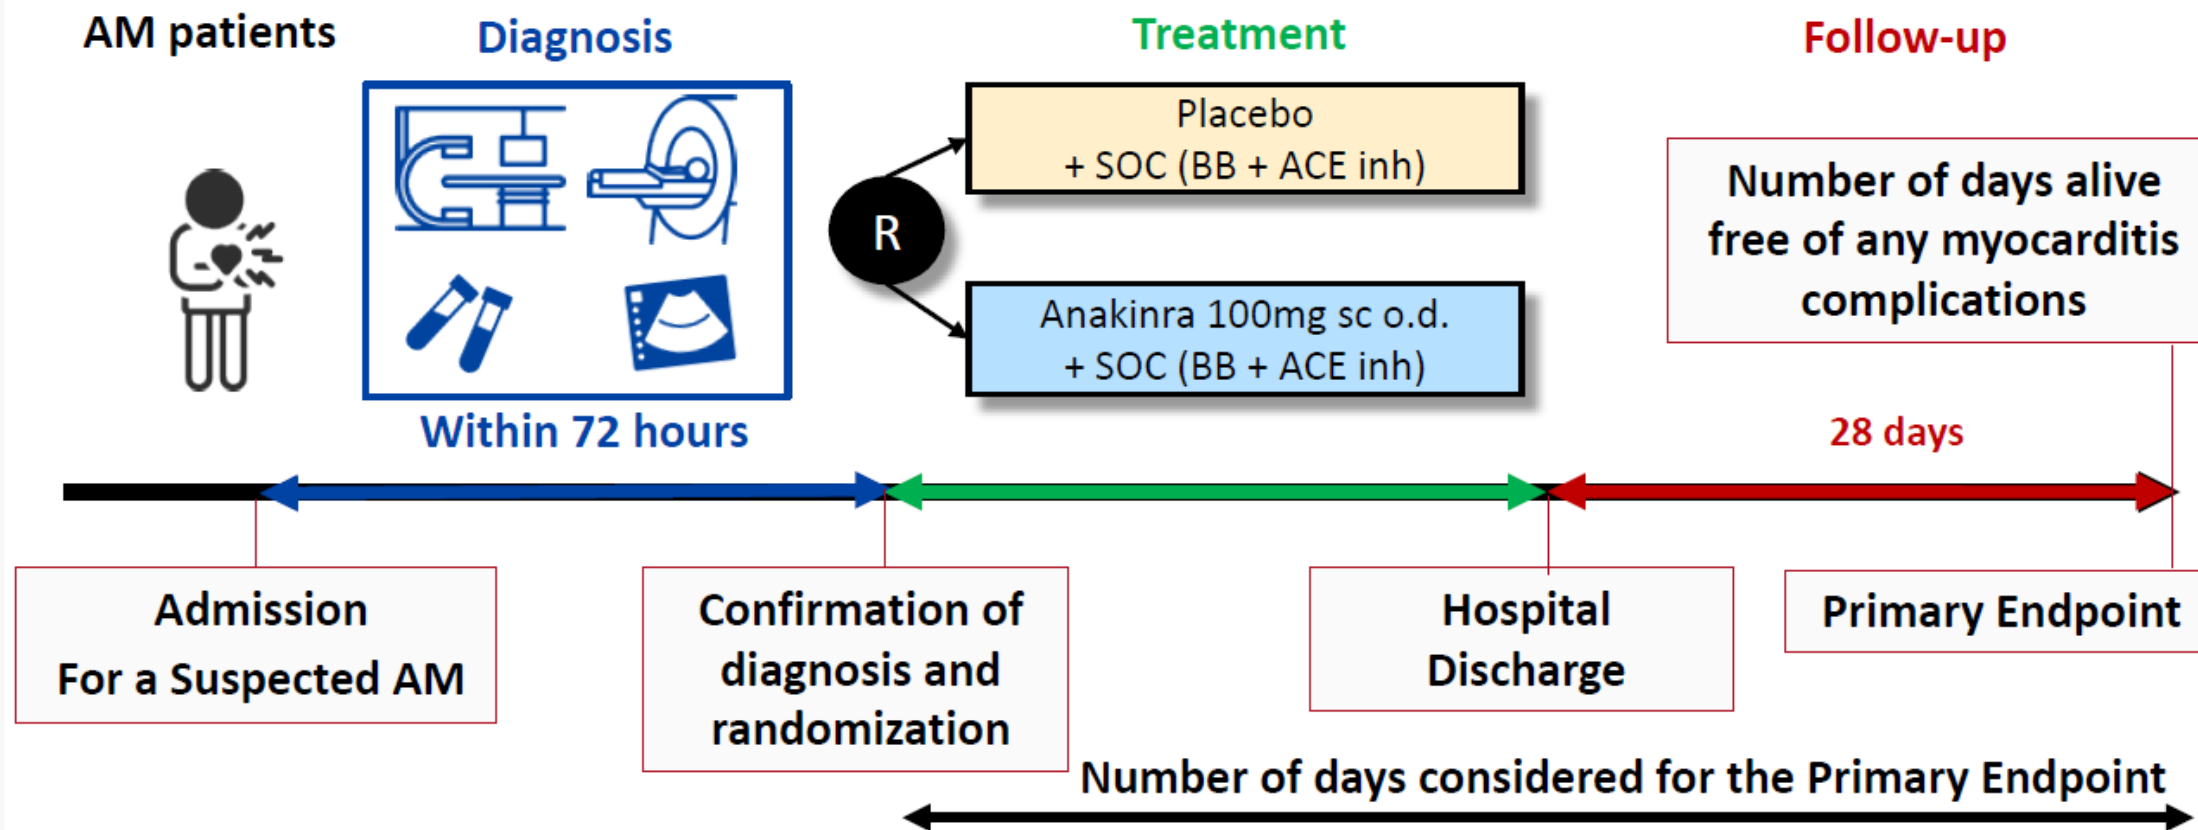 AM patients
Diagnosis
Treatment
Follow-up
Placebo
+ SOC (BB + ACE inh)
R
Anakinra 100mg sc o.d.
+ SOC (BB + ACE inh)
Number of days alive
free of any myocarditis
complications
Within 72 hours
28 days
Admission
For a Suspected AM
Confirmation of
diagnosis and
randomization
Hospital
Discharge
Primary Endpoint
Number of days considered for the Primary Endpoint